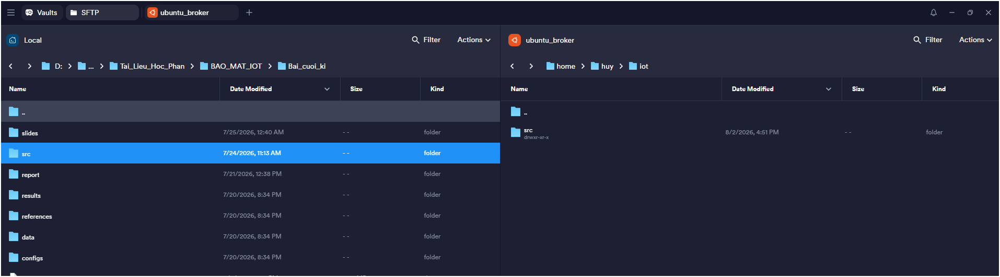 Vaults SFTP ubuntu_broker
Local Filter Actions
D: ... Tai_Lieu_Hoc_Phan BAO_MAT_IOT Bai_cuoi_ki
Name Date Modified Size Kind
..
slides 7/25/2026, 12:40 AM - - folder
src 7/24/2026, 11:13 AM - - folder
report 7/21/2026, 12:38 PM - - folder
results 7/20/2026, 8:34 PM - - folder
references 7/20/2026, 8:34 PM - - folder
data 7/20/2026, 8:34 PM - - folder
configs 7/20/2026, 8:34 PM - - folder
ubuntu_broker Filter Actions
home huy iot
Name Date Modified Size Kind
..
src 8/2/2026, 4:51 PM - - folder
drwxr-xr-x